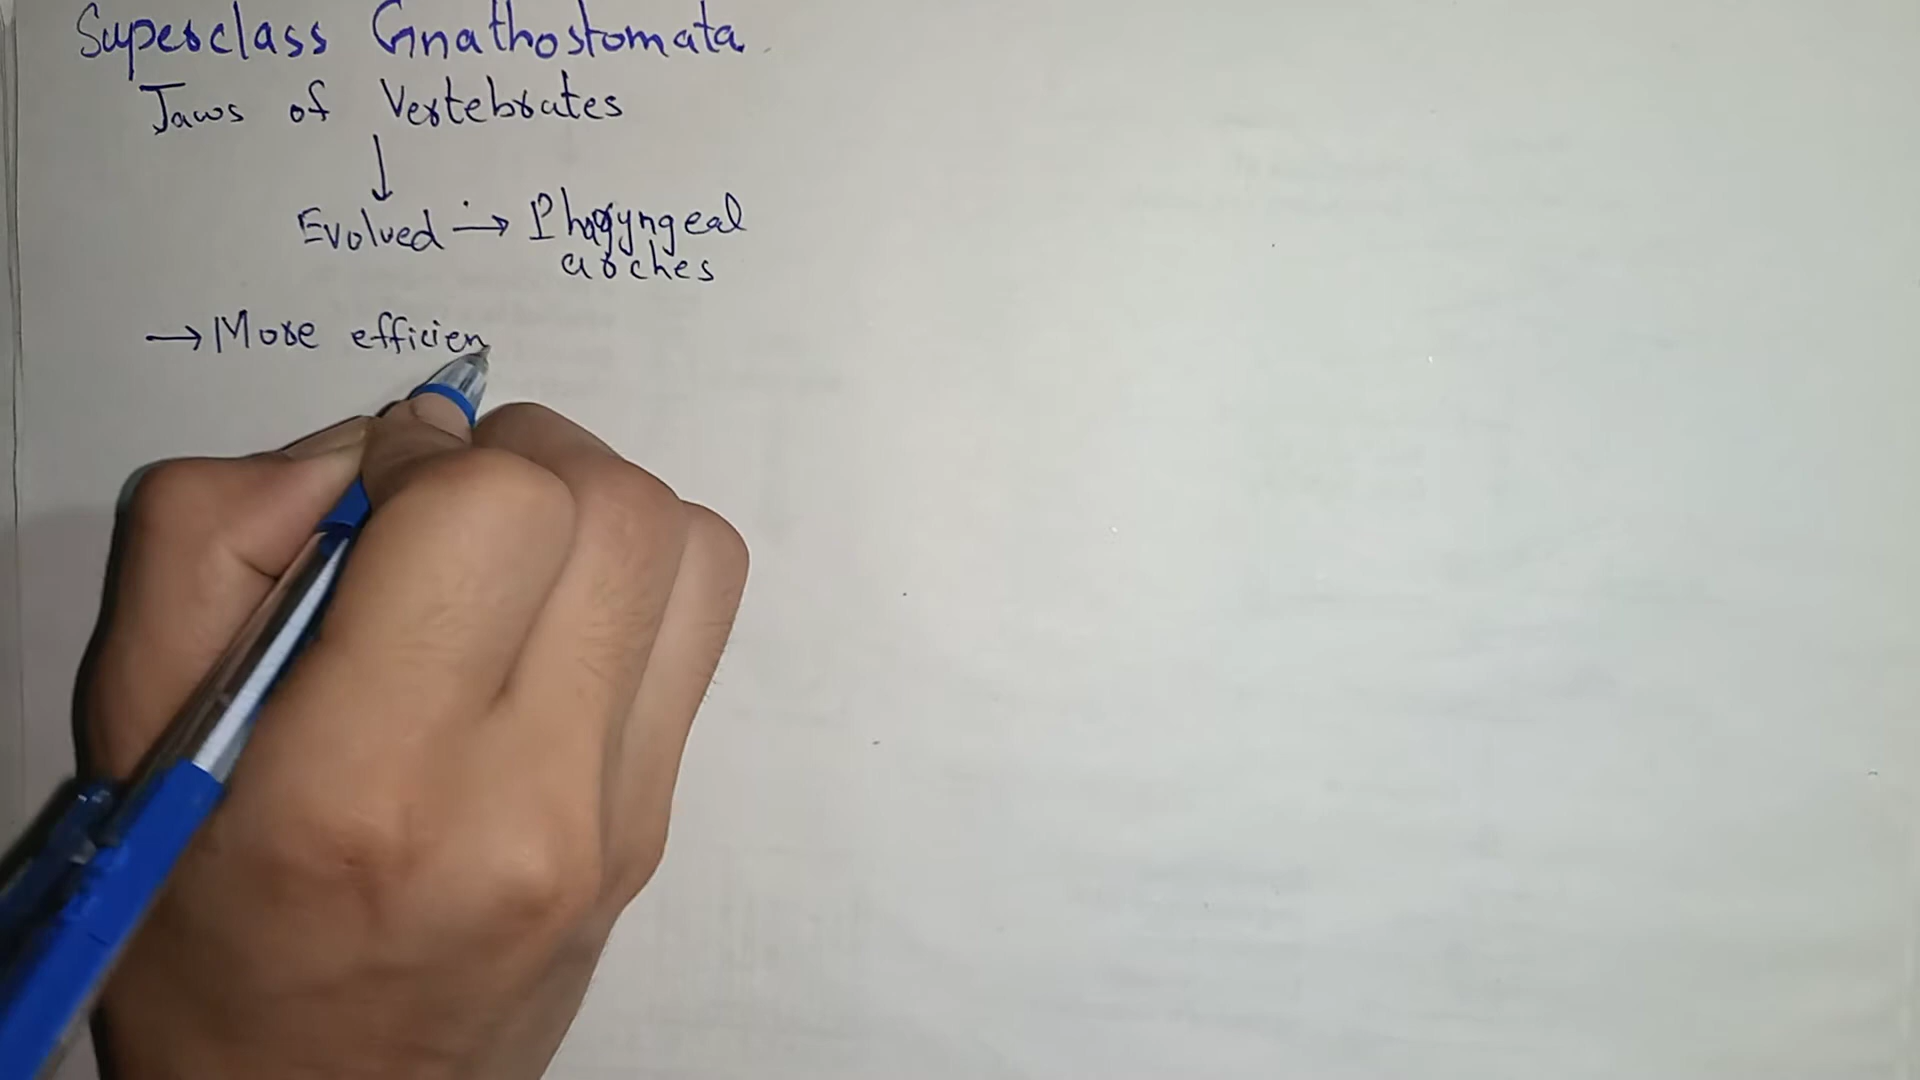 Superclass Gnathostomata
Jaws of Vertebrates
↓
Evolved → Pharyngeal
arches
→ More efficien